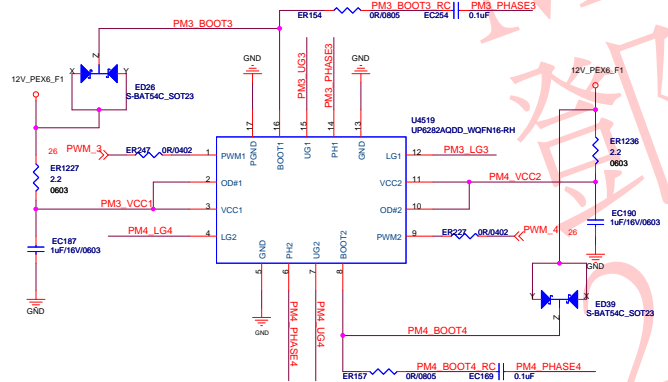 ER154
0R/0805
PM3_BOOT3_RC
EC254
0.1uF
PM3_PHASE3
PM3_BOOT3
12V_PEX6_F1
X
Z
Y
ED26
S-BAT54C_SOT23
GND
PM3_UG3
PM3_PHASE3
GND
12V_PEX6_F1
17
16
15
14
13
U4519
UP6282AQDD_WQFN16-RH
PGND
BOOT1
UG1
PH1
GND
26
PWM_3
ER247
0R/0402
1
PWM1
LG1
12
PM3_LG3
ER1236
2.2
0603
ER1227
2.2
0603
2
OD#1
VCC2
11
PM4_VCC2
PM3_VCC1
3
VCC1
OD#2
10
PM4_LG4
4
LG2
PWM2
9
ER227
0R/0402
PWM_4
26
EC190
1uF/16V/0603
EC187
1uF/16V/0603
GND
PH2
UG2
BOOT2
5
6
7
8
GND
GND
GND
PM4_PHASE4
PM4_UG4
Y
X
Z
ED39
S-BAT54C_SOT23
PM4_BOOT4
ER157
0R/0805
PM4_BOOT4_RC
EC169
0.1uF
PM4_PHASE4